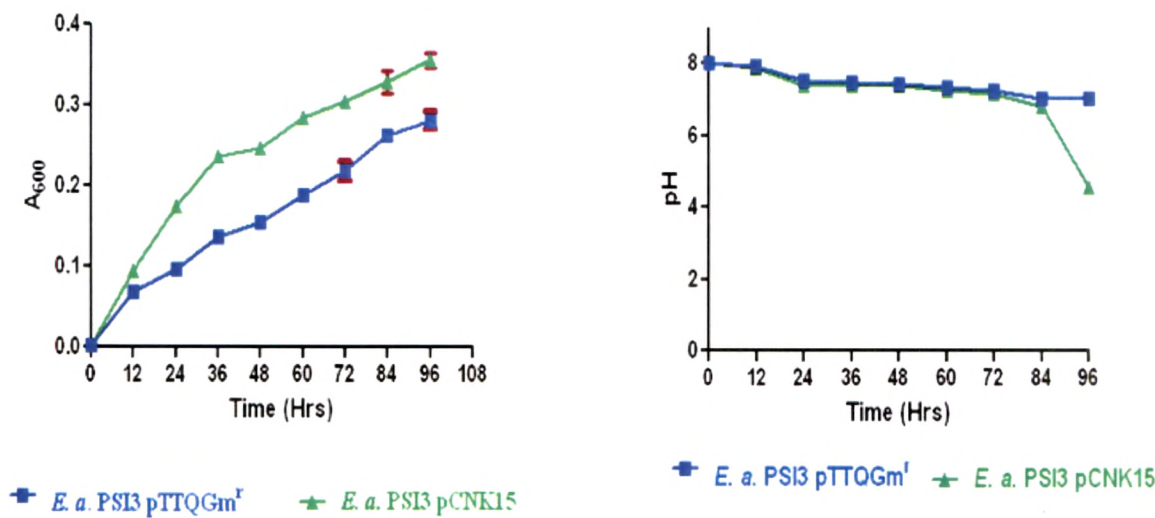 0.4
0.3
0.2
0.1
0.0
A600
0 12 24 36 48 60 72 84 96 108
Time (Hrs)
E. a. PSI3 pTTQGmr
E. a. PSI3 pCNK15
8
6
4
2
0
pH
0 12 24 36 48 60 72 84 96
Time (Hrs)
E. a. PSI3 pTTQGmr
E. a. PSI3 pCNK15